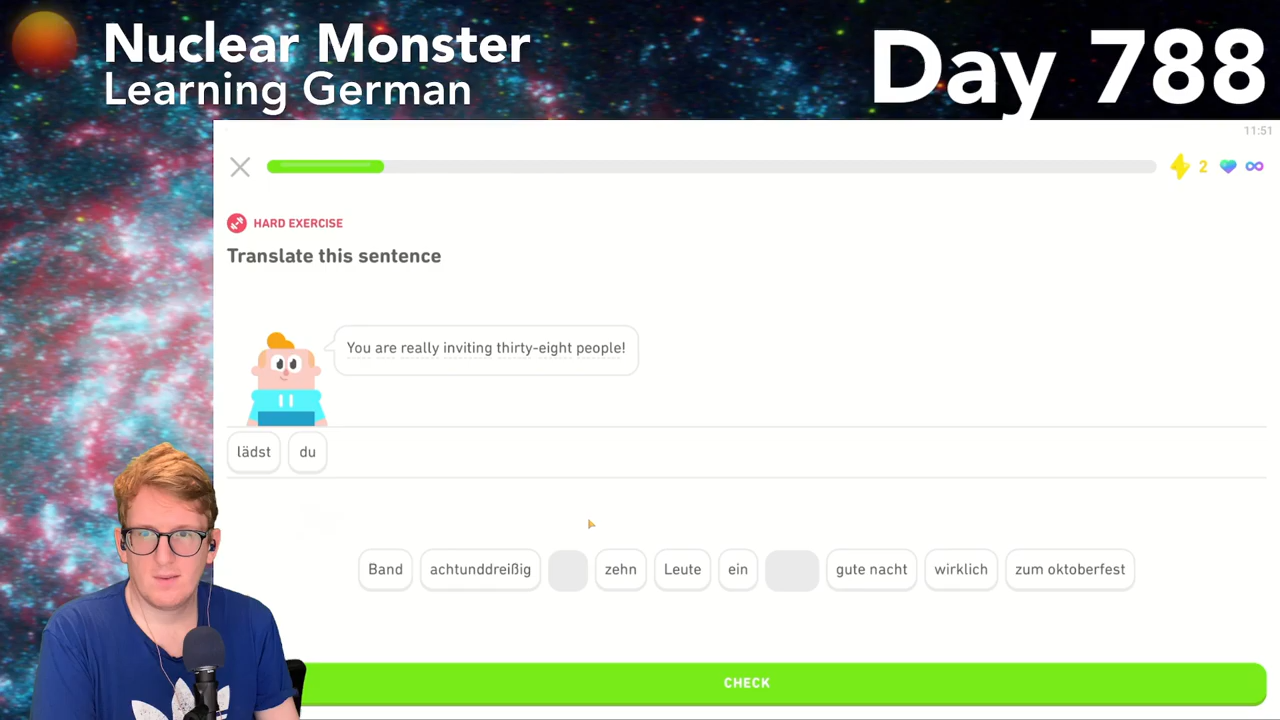 Nuclear Monster
Learning German
Day 788
11:51
2
HARD EXERCISE
Translate this sentence
You are really inviting thirty-eight people!
lädst du
Band achtunddreißig zehn Leute ein gute nacht wirklich zum oktoberfest
CHECK